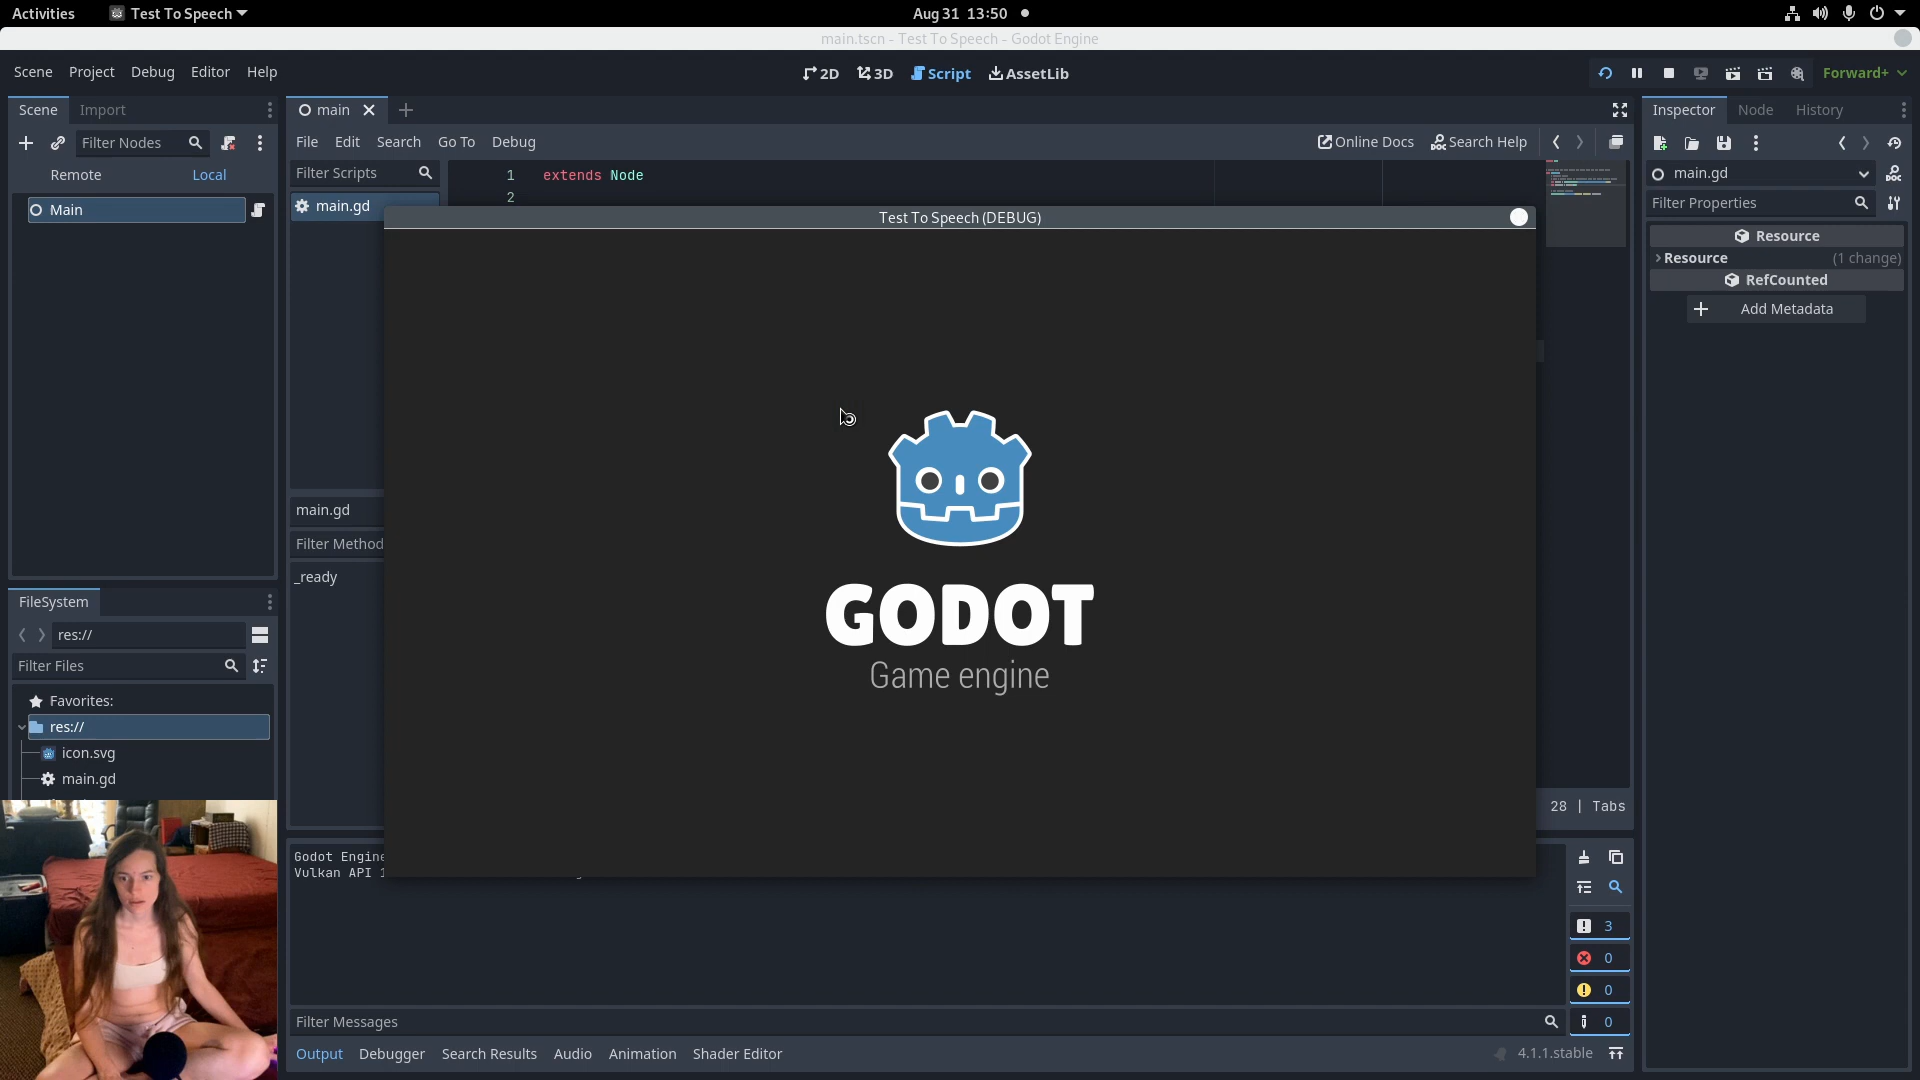 Activities
Test To Speech
Aug 31 13:50
main.tscn - Test To Speech - Godot Engine
Scene Project Debug Editor Help
2D 3D Script AssetLib
Forward+
Scene Import
main
Inspector Node History
Filter Nodes
File Edit Search Go To Debug
Online Docs Search Help
Remote Local
Filter Scripts
1 extends Node
2
main.gd
Filter Properties
Main
main.gd
Test To Speech (DEBUG)
Resource
Resource (1 change)
RefCounted
Add Metadata
GODOT
Game engine
main.gd
Filter Method
_ready
FileSystem
res://
Filter Files
Favorites:
res://
icon.svg
main.gd
28 | Tabs
Godot Engine
Vulkan API 1
3
0
0
0
Filter Messages
Output Debugger Search Results Audio Animation Shader Editor
4.1.1.stable